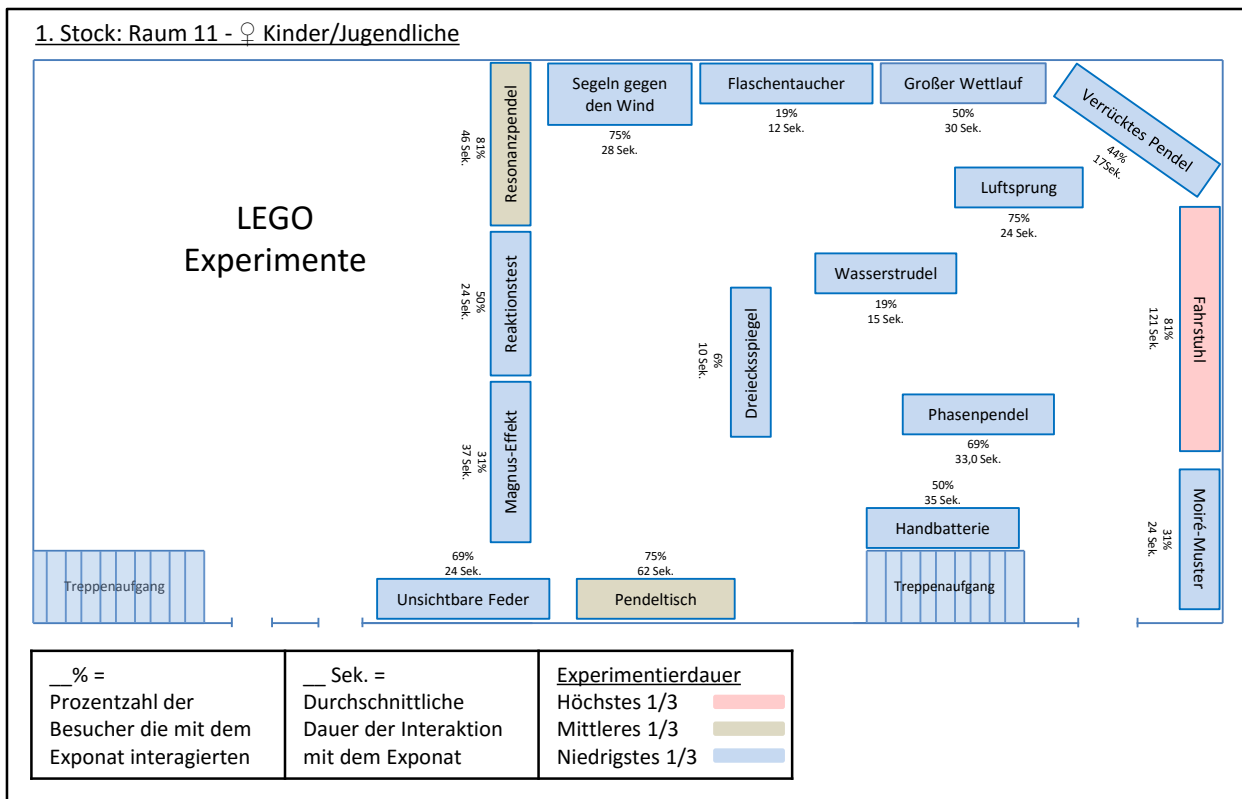 1. Stock: Raum 11 - ♀ Kinder/Jugendliche
LEGO
Experimente
Resonanzpendel
81%
46 Sek.
Segeln gegen
den Wind
75%
28 Sek.
Flaschentaucher
19%
12 Sek.
Großer Wettlauf
50%
30 Sek.
Verrücktes Pendel
44%
17Sek.
Luftsprung
75%
24 Sek.
Reaktionstest
50%
24 Sek.
Wasserstrudel
19%
15 Sek.
Dreiecksspiegel
6%
10 Sek.
Fahrstuhl
81%
121 Sek.
Magnus-Effekt
31%
37 Sek.
Phasenpendel
69%
33,0 Sek.
50%
35 Sek.
Handbatterie
Moiré-Muster
31%
24 Sek.
Treppenaufgang
69%
24 Sek.
Unsichtbare Feder
75%
62 Sek.
Pendeltisch
Treppenaufgang
__% =
Prozentzahl der
Besucher die mit dem
Exponat interagierten
__ Sek. =
Durchschnittliche
Dauer der Interaktion
mit dem Exponat
Experimentierdauer
Höchstes 1/3
Mittleres 1/3
Niedrigstes 1/3